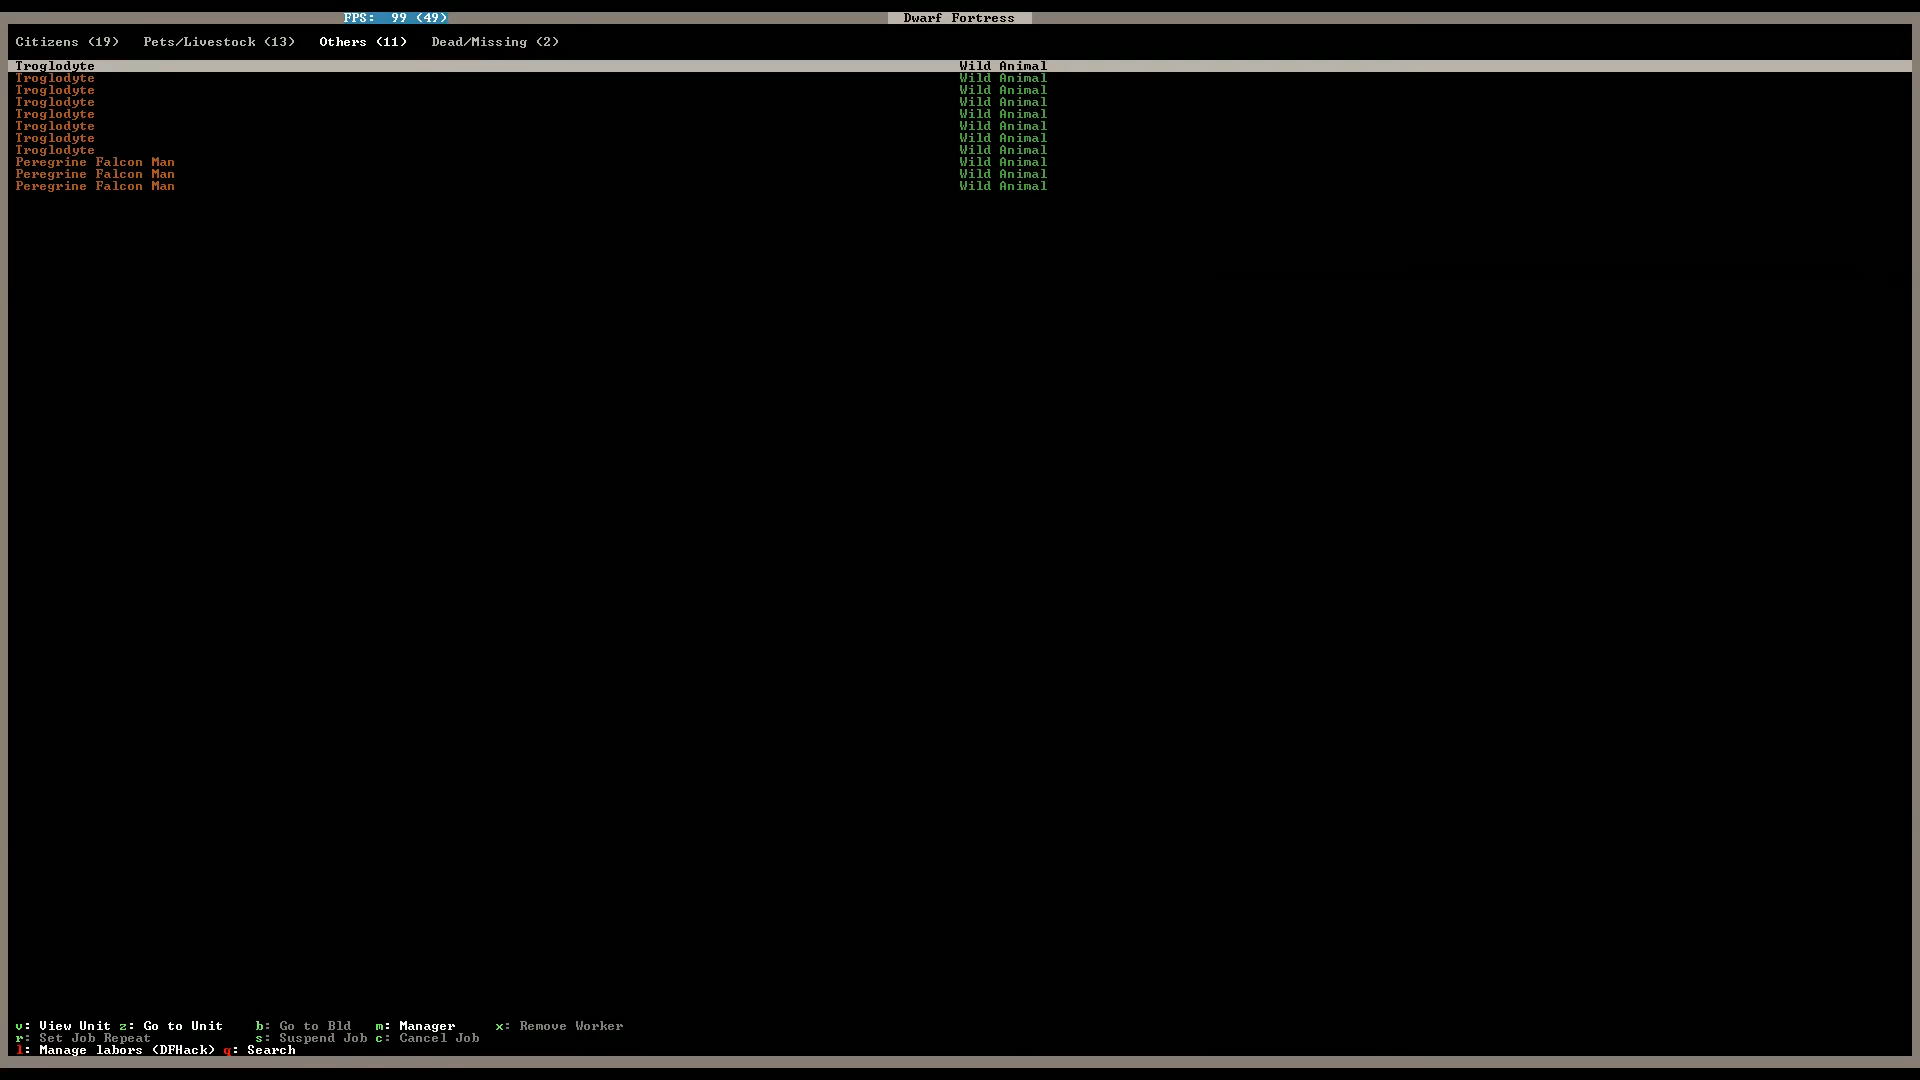 FPS: 99 (49) Dwarf Fortress
Citizens (19) Pets/Livestock (13) Others (11) Dead/Missing (2)
Troglodyte Wild Animal
Troglodyte Wild Animal
Troglodyte Wild Animal
Troglodyte Wild Animal
Troglodyte Wild Animal
Troglodyte Wild Animal
Troglodyte Wild Animal
Troglodyte Wild Animal
Peregrine Falcon Man Wild Animal
Peregrine Falcon Man Wild Animal
Peregrine Falcon Man Wild Animal
v: View Unit z: Go to Unit b: Go to Bld m: Manager x: Remove Worker
r: Set Job Repeat s: Suspend Job c: Cancel Job
l: Manage labors (DFHack) q: Search